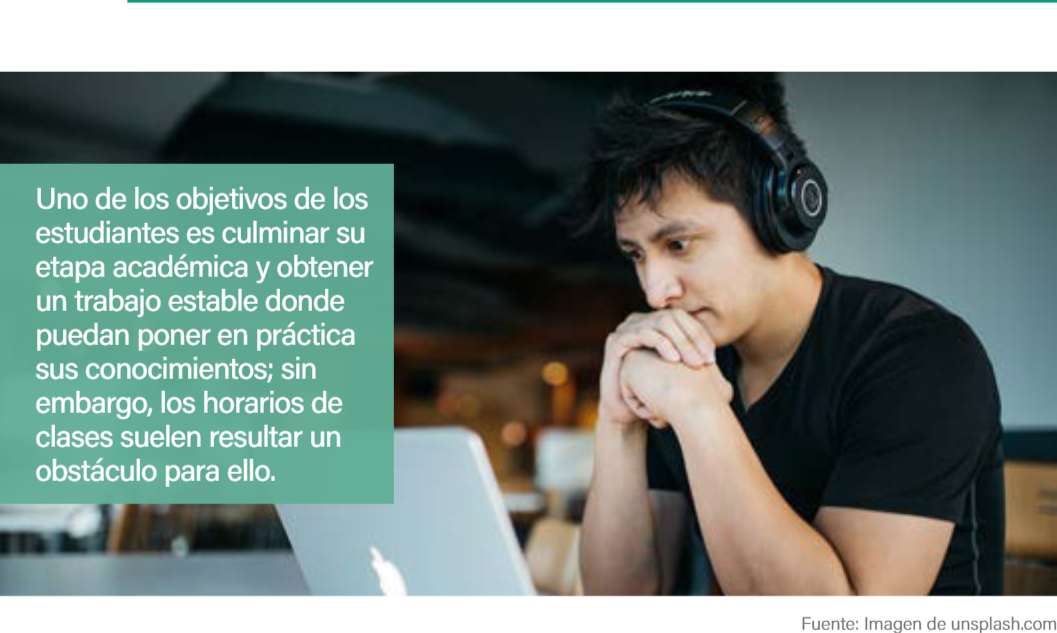 Uno de los objetivos de los
estudiantes es culminar su
etapa académica y obtener
un trabajo estable donde
puedan poner en práctica
sus conocimientos; sin
embargo, los horarios de
clases suelen resultar un
obstáculo para ello.
Fuente: Imagen de unsplash.com